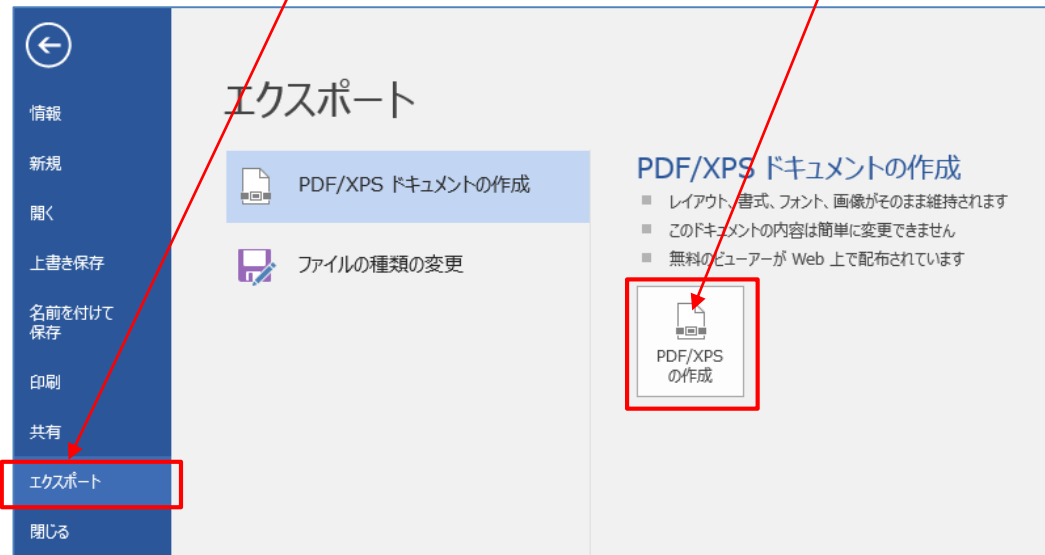 情報
新規
開く
上書き保存
名前を付けて
保存
印刷
共有
エクスポート
閉じる
エクスポート
PDF/XPS ドキュメントの作成
ファイルの種類の変更
PDF/XPS ドキュメントの作成
レイアウト、書式、フォント、画像がそのまま維持されます
このドキュメントの内容は簡単に変更できません
無料のビューアーが Web 上で配布されています
PDF/XPS
の作成